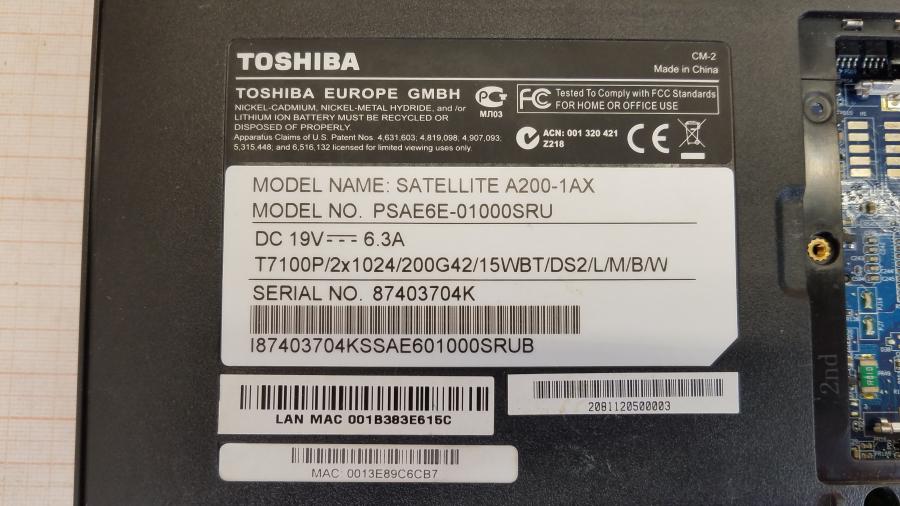 TOSHIBA
CM-2
Made in China
TOSHIBA EUROPE GMBH
NICKEL-CADMIUM, NICKEL-METAL HYDRIDE, and /or
LITHIUM ION BATTERY MUST BE RECYCLED OR
DISPOSED OF PROPERLY.
Apparatus Claims of U.S. Patent Nos. 4,631,603; 4,819,098, 4,907,093;
5,315,448; and 6,516,132 licensed for limited viewing uses only.
МЛ03
FC Tested To Comply with FCC Standards
FOR HOME OR OFFICE USE
ACN: 001 320 421
Z218
CE
MODEL NAME: SATELLITE A200-1AX
MODEL NO. PSAE6E-01000SRU
DC 19V 6.3A
T7100P/2x1024/200G42/15WBT/DS2/L/M/B/W
SERIAL NO. 87403704K
I87403704KSSAE601000SRUB
LAN MAC 001B383E615C
2081120500003
MAC: 0013E89C6CB7
2nd